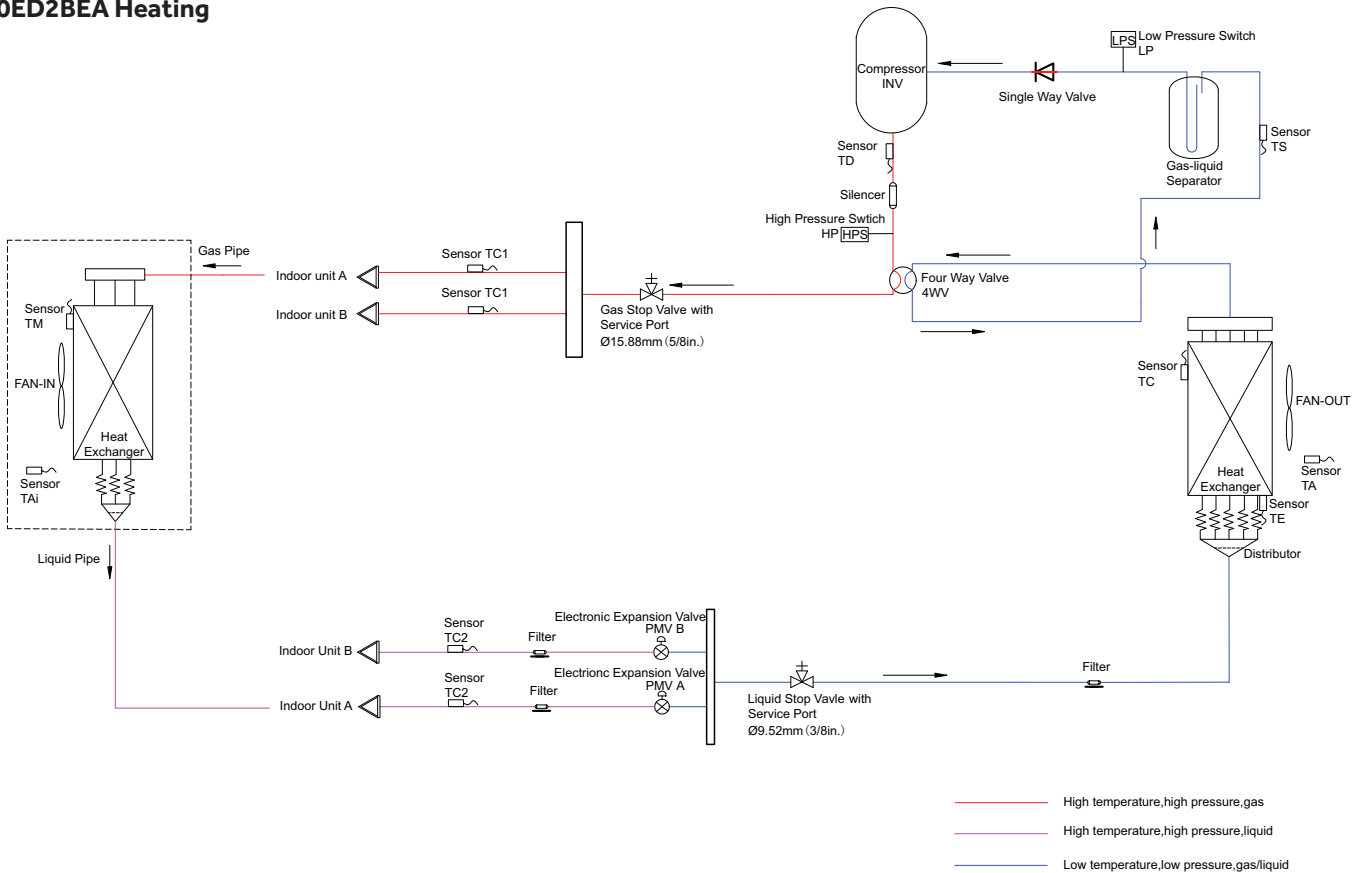 0ED2BEA Heating
LPS
Low Pressure Switch
LP
Compressor
INV
Single Way Valve
Sensor
TS
Gas-liquid
Separator
Sensor
TD
Silencer
High Pressure Swtich
HP
HPS
Four Way Valve
4WV
Gas Pipe
Sensor TC1
Indoor unit A
Sensor TC1
Indoor unit B
Gas Stop Valve with
Service Port
Ø15.88mm(5/8in.)
Sensor
TM
FAN-IN
Heat
Exchanger
Sensor
TAi
Liquid Pipe
Sensor
TC
FAN-OUT
Heat
Exchanger
Sensor
TA
Sensor
TE
Distributor
Electronic Expansion Valve
PMV B
Sensor
TC2
Filter
Indoor Unit B
Electrionc Expansion Valve
PMV A
Sensor
TC2
Filter
Indoor Unit A
Liquid Stop Vavle with
Service Port
Ø9.52mm(3/8in.)
Filter
High temperature,high pressure,gas
High temperature,high pressure,liquid
Low temperature,low pressure,gas/liquid